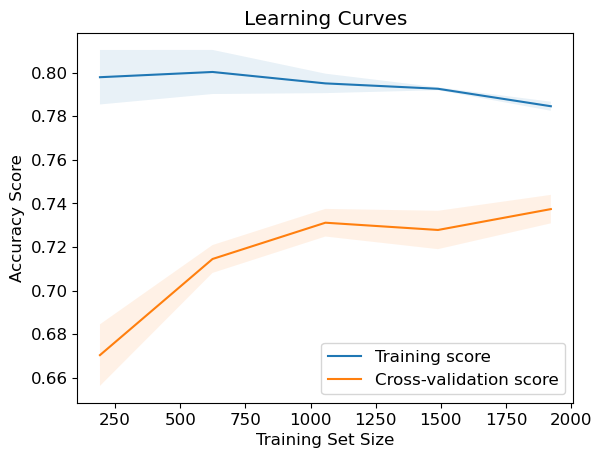 Learning Curves
Accuracy Score
0.80
0.78
0.76
0.74
0.72
0.70
0.68
0.66
Training score
Cross-validation score
250 500 750 1000 1250 1500 1750 2000
Training Set Size